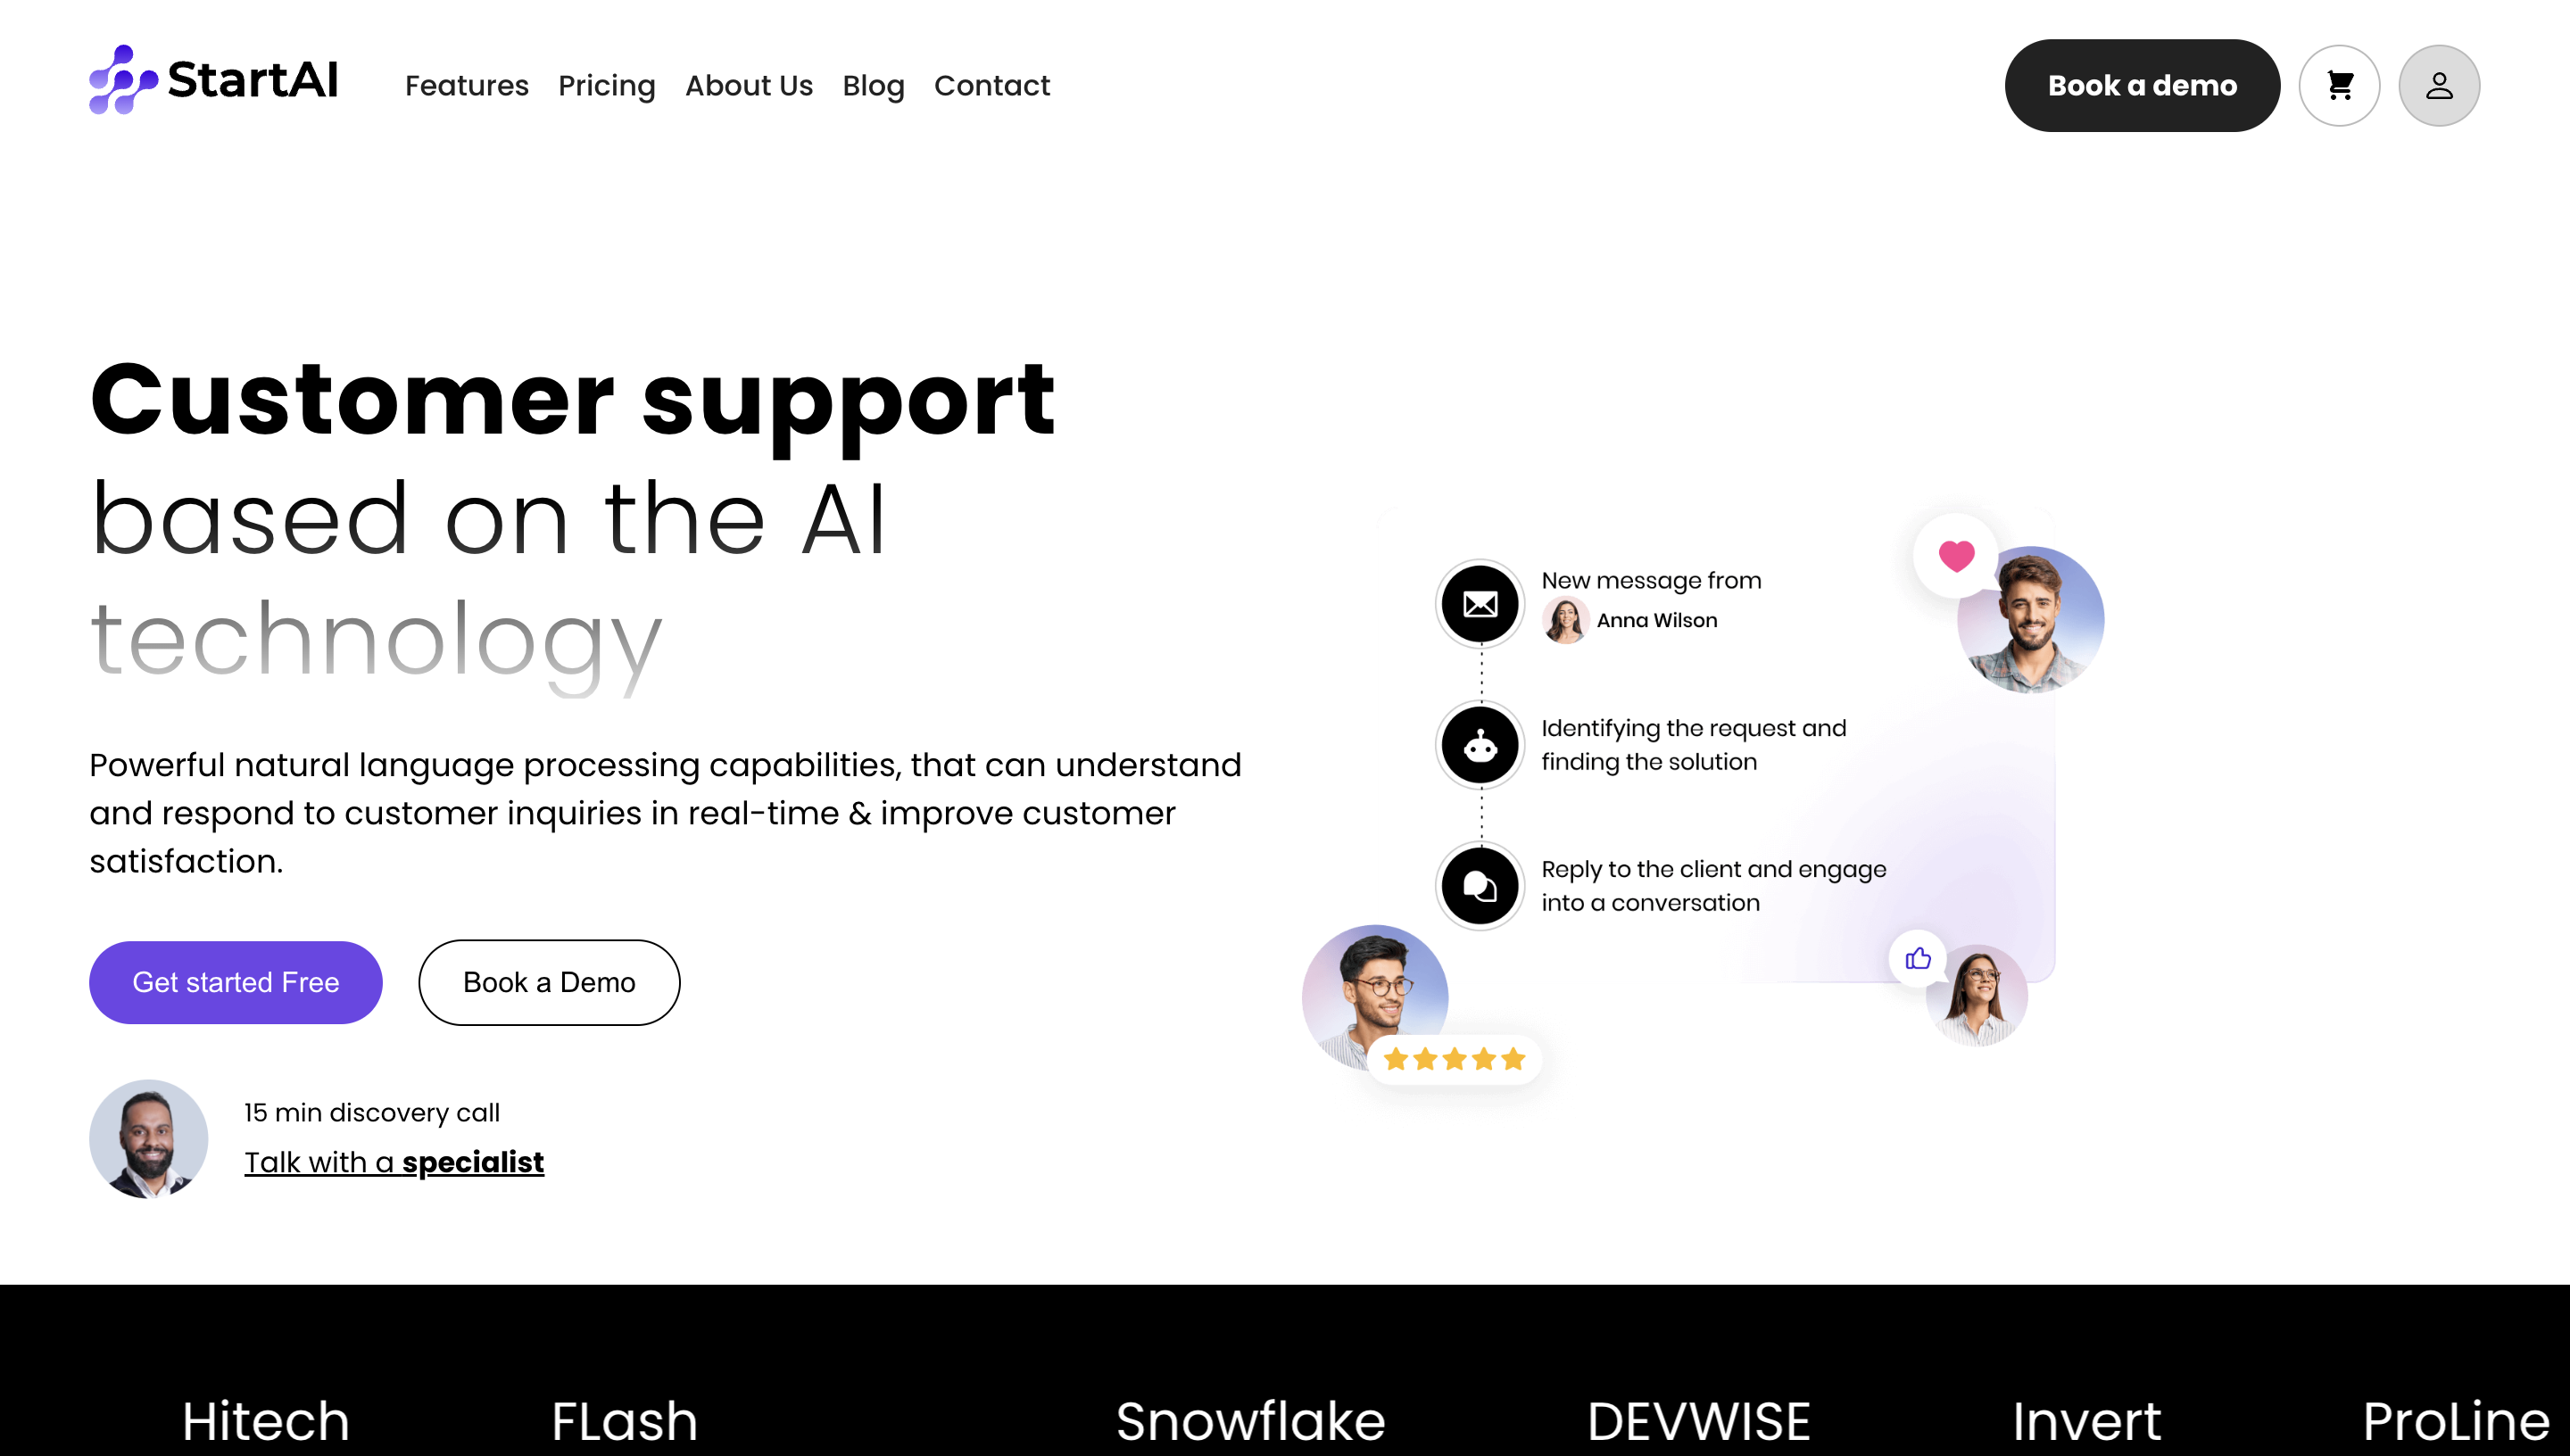 StartAI
Features
Pricing
About Us
Blog
Contact
Book a demo
Customer support
based on the AI
technology
Powerful natural language processing capabilities, that can understand
and respond to customer inquiries in real-time & improve customer
satisfaction.
Get started Free
Book a Demo
15 min discovery call
Talk with a specialist
New message from
Anna Wilson
Identifying the request and
finding the solution
Reply to the client and engage
into a conversation
Hitech
FLash
Snowflake
DEVWISE
Invert
ProLine